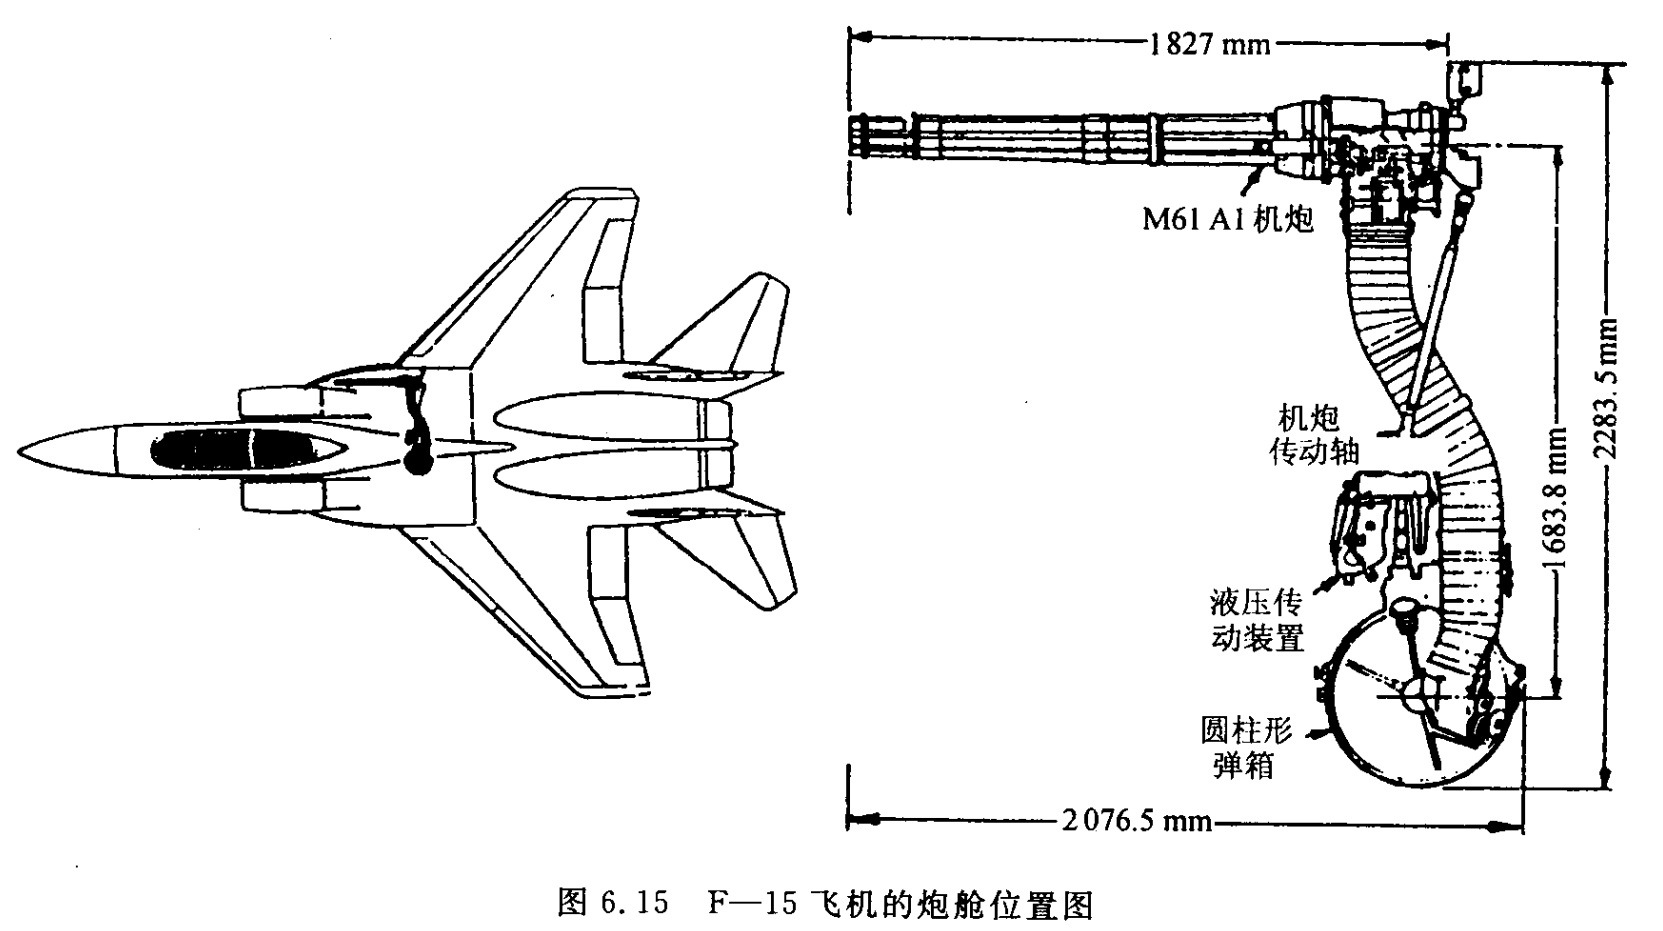 1827 mm
M61 A1 机炮
机炮
传动轴
2283.5mm
1683.8 mm
液压传
动装置
圆柱形
弹箱
2076.5 mm
图 6.15 F—15 飞机的炮舱位置图